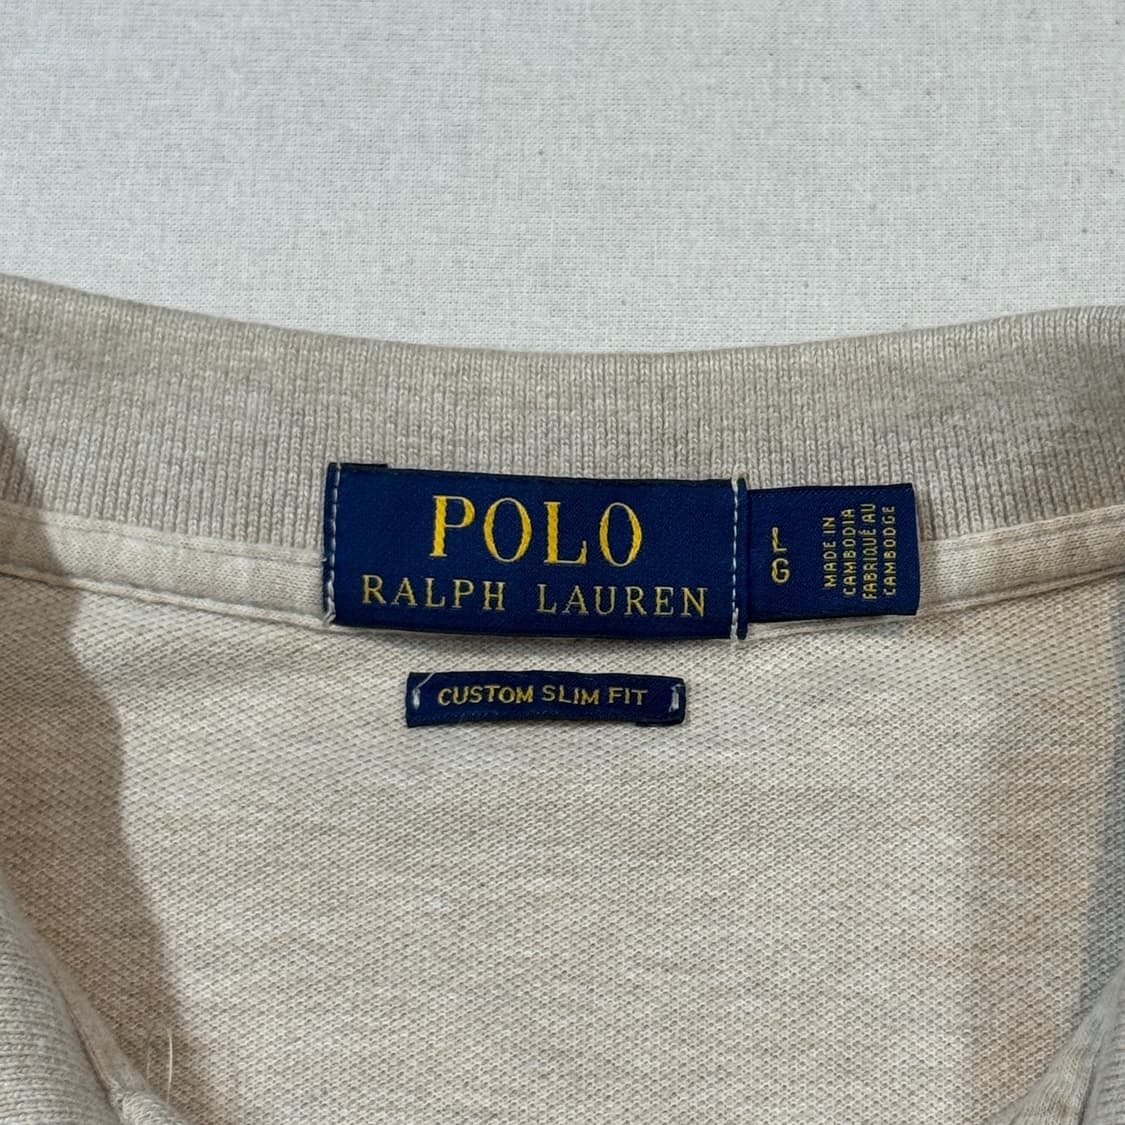 POLO
RALPH LAUREN
L
G
MADE IN
CAMBODIA
FABRIQUÉ AU
CAMBODGE
CUSTOM SLIM FIT